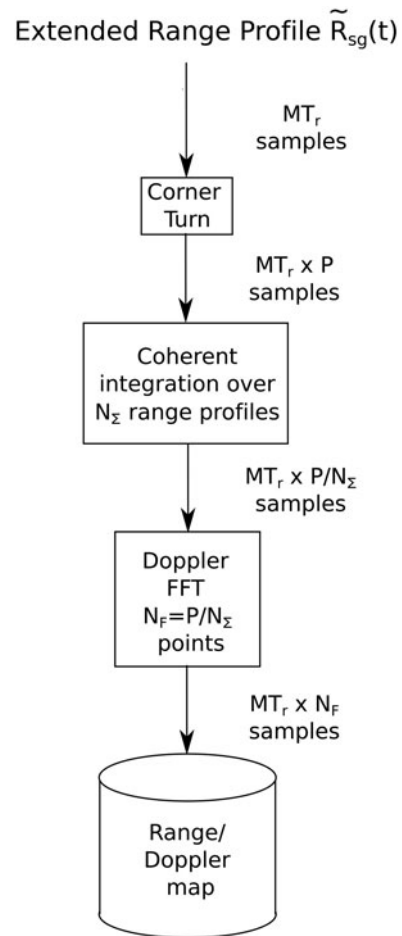 Extended Range Profile R̃sg(t)
MTr
samples
Corner
Turn
MTr x P
samples
Coherent
integration over
NΣ range profiles
MTr x P/NΣ
samples
Doppler
FFT
NF=P/NΣ
points
MTr x NF
samples
Range/
Doppler
map